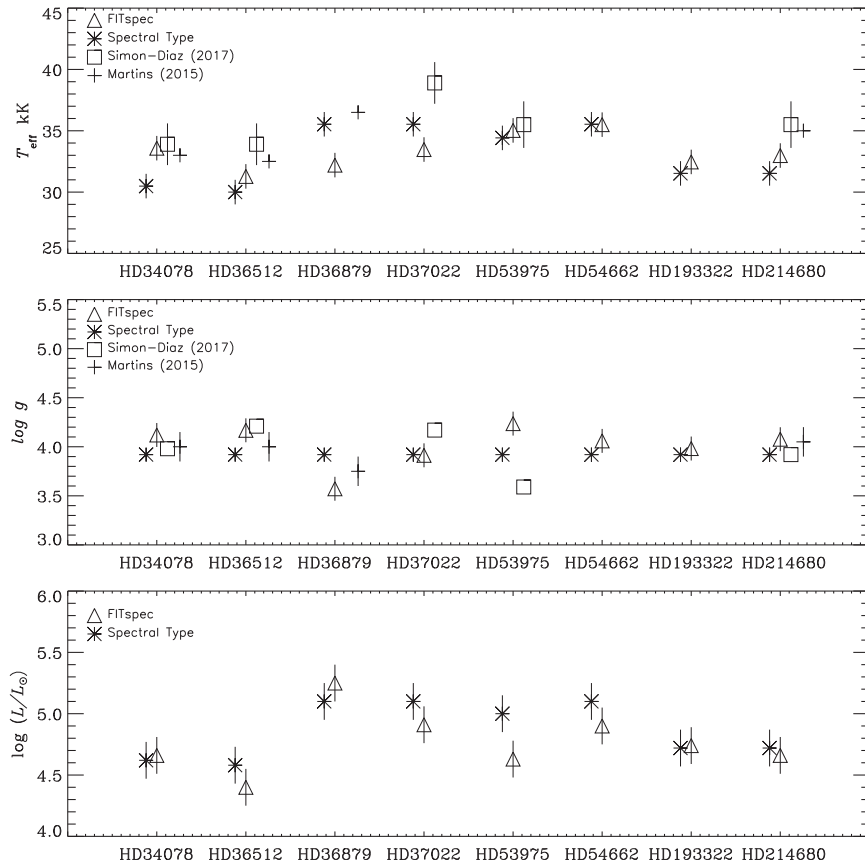 45
40
35
30
25
T_eff kK
FITspec
Spectral Type
Simon-Diaz (2017)
Martins (2015)
HD34078 HD36512 HD36879 HD37022 HD53975 HD54662 HD193322 HD214680
5.5
5.0
4.5
4.0
3.5
3.0
log g
FITspec
Spectral Type
Simon-Diaz (2017)
Martins (2015)
HD34078 HD36512 HD36879 HD37022 HD53975 HD54662 HD193322 HD214680
6.0
5.5
5.0
4.5
4.0
log (L/L☉)
FITspec
Spectral Type
HD34078 HD36512 HD36879 HD37022 HD53975 HD54662 HD193322 HD214680